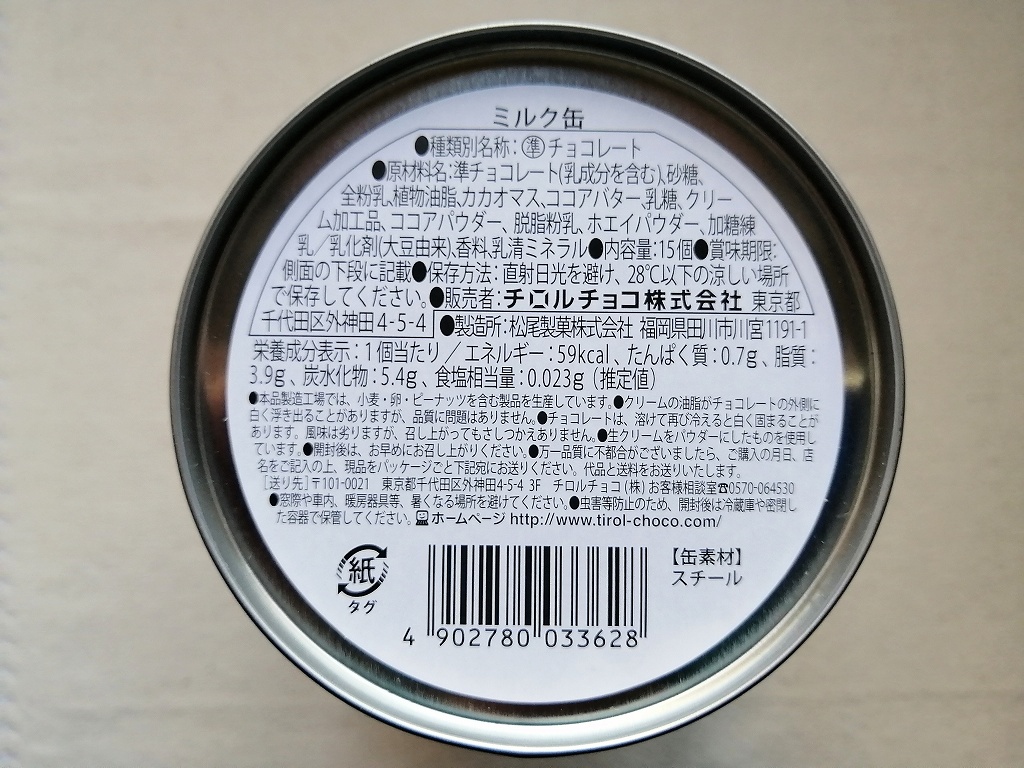 ミルク缶
●種類別名称：準チョコレート
●原材料名：準チョコレート(乳成分を含む)、砂糖、
全粉乳、植物油脂、カカオマス、ココアバター、乳糖、クリー
ム加工品、ココアパウダー、脱脂粉乳、ホエイパウダー、加糖練
乳／乳化剤(大豆由来)、香料、乳清ミネラル●内容量：15個●賞味期限：
側面の下段に記載●保存方法：直射日光を避け、28℃以下の涼しい場所
で保存してください。●販売者：チロルチョコ株式会社 東京都
千代田区外神田4-5-4 ●製造所：松尾製菓株式会社 福岡県田川市川宮1191-1
栄養成分表示：1個当たり／エネルギー：59kcal、たんぱく質：0.7g、脂質：
3.9g、炭水化物：5.4g、食塩相当量：0.023g（推定値）
●本品製造工場では、小麦・卵・ピーナッツを含む製品を生産しています。●クリームの油脂がチョコレートの外側に
白く浮き出ることがありますが、品質に問題はありません。●チョコレートは、溶けて再び冷えると白く固まることが
あります。風味は劣りますが、召し上がってもさしつかえありません。●生クリームをパウダーにしたものを使用し
ています。●開封後は、お早めにお召し上がりください。●万一品質に不都合がございましたら、ご購入の月日、店
名をご記入の上、現品をパッケージごと下記宛にお送りください。代品と送料をお送りいたします。
［送り先］〒101-0021 東京都千代田区外神田4-5-4 3F チロルチョコ(株)お客様相談室☎0570-064530
●窓際や車内、暖房器具等、暑くなる場所を避けてください。●虫害等防止のため、開封後は冷蔵庫や密閉し
た容器で保管してください。ホームページ http://www.tirol-choco.com/
紙
タグ
【缶素材】
スチール
4 902780 033628